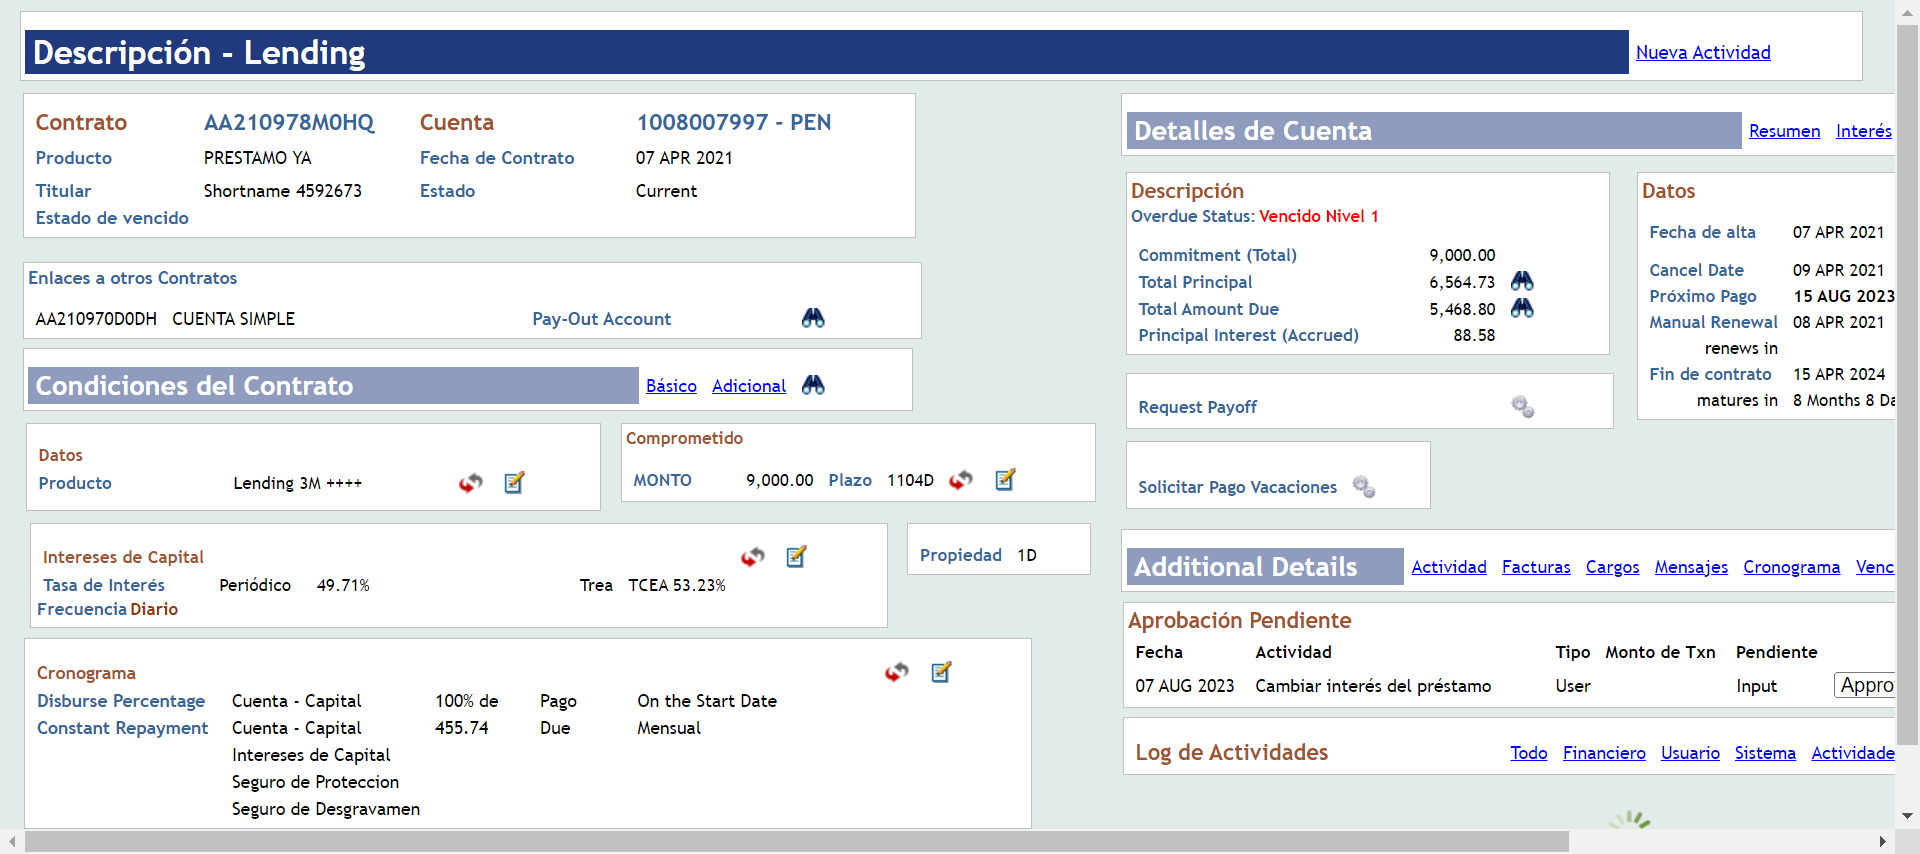 Descripción - Lending
Nueva Actividad
Contrato AA210978M0HQ Cuenta 1008007997 - PEN
Producto PRESTAMO YA Fecha de Contrato 07 APR 2021
Titular Shortname 4592673 Estado Current
Estado de vencido
Enlaces a otros Contratos
AA210970D0DH CUENTA SIMPLE Pay-Out Account
Condiciones del Contrato
Básico Adicional
Datos
Producto Lending 3M ++++
Comprometido
MONTO 9,000.00 Plazo 1104D
Intereses de Capital
Tasa de Interés Periódico 49.71% Trea TCEA 53.23%
Frecuencia Diario
Propiedad 1D
Cronograma
Disburse Percentage Cuenta - Capital 100% de Pago On the Start Date
Constant Repayment Cuenta - Capital 455.74 Due Mensual
Intereses de Capital
Seguro de Proteccion
Seguro de Desgravamen
Detalles de Cuenta
Resumen Interés
Descripción
Overdue Status: Vencido Nivel 1
Commitment (Total) 9,000.00
Total Principal 6,564.73
Total Amount Due 5,468.80
Principal Interest (Accrued) 88.58
Datos
Fecha de alta 07 APR 2021
Cancel Date 09 APR 2021
Próximo Pago 15 AUG 2023
Manual Renewal 08 APR 2021
renews in
Fin de contrato 15 APR 2024
matures in 8 Months 8 Da
Request Payoff
Solicitar Pago Vacaciones
Additional Details
Actividad Facturas Cargos Mensajes Cronograma Venc
Aprobación Pendiente
Fecha Actividad Tipo Monto de Txn Pendiente
07 AUG 2023 Cambiar interés del préstamo User Input Appro
Log de Actividades
Todo Financiero Usuario Sistema Actividade